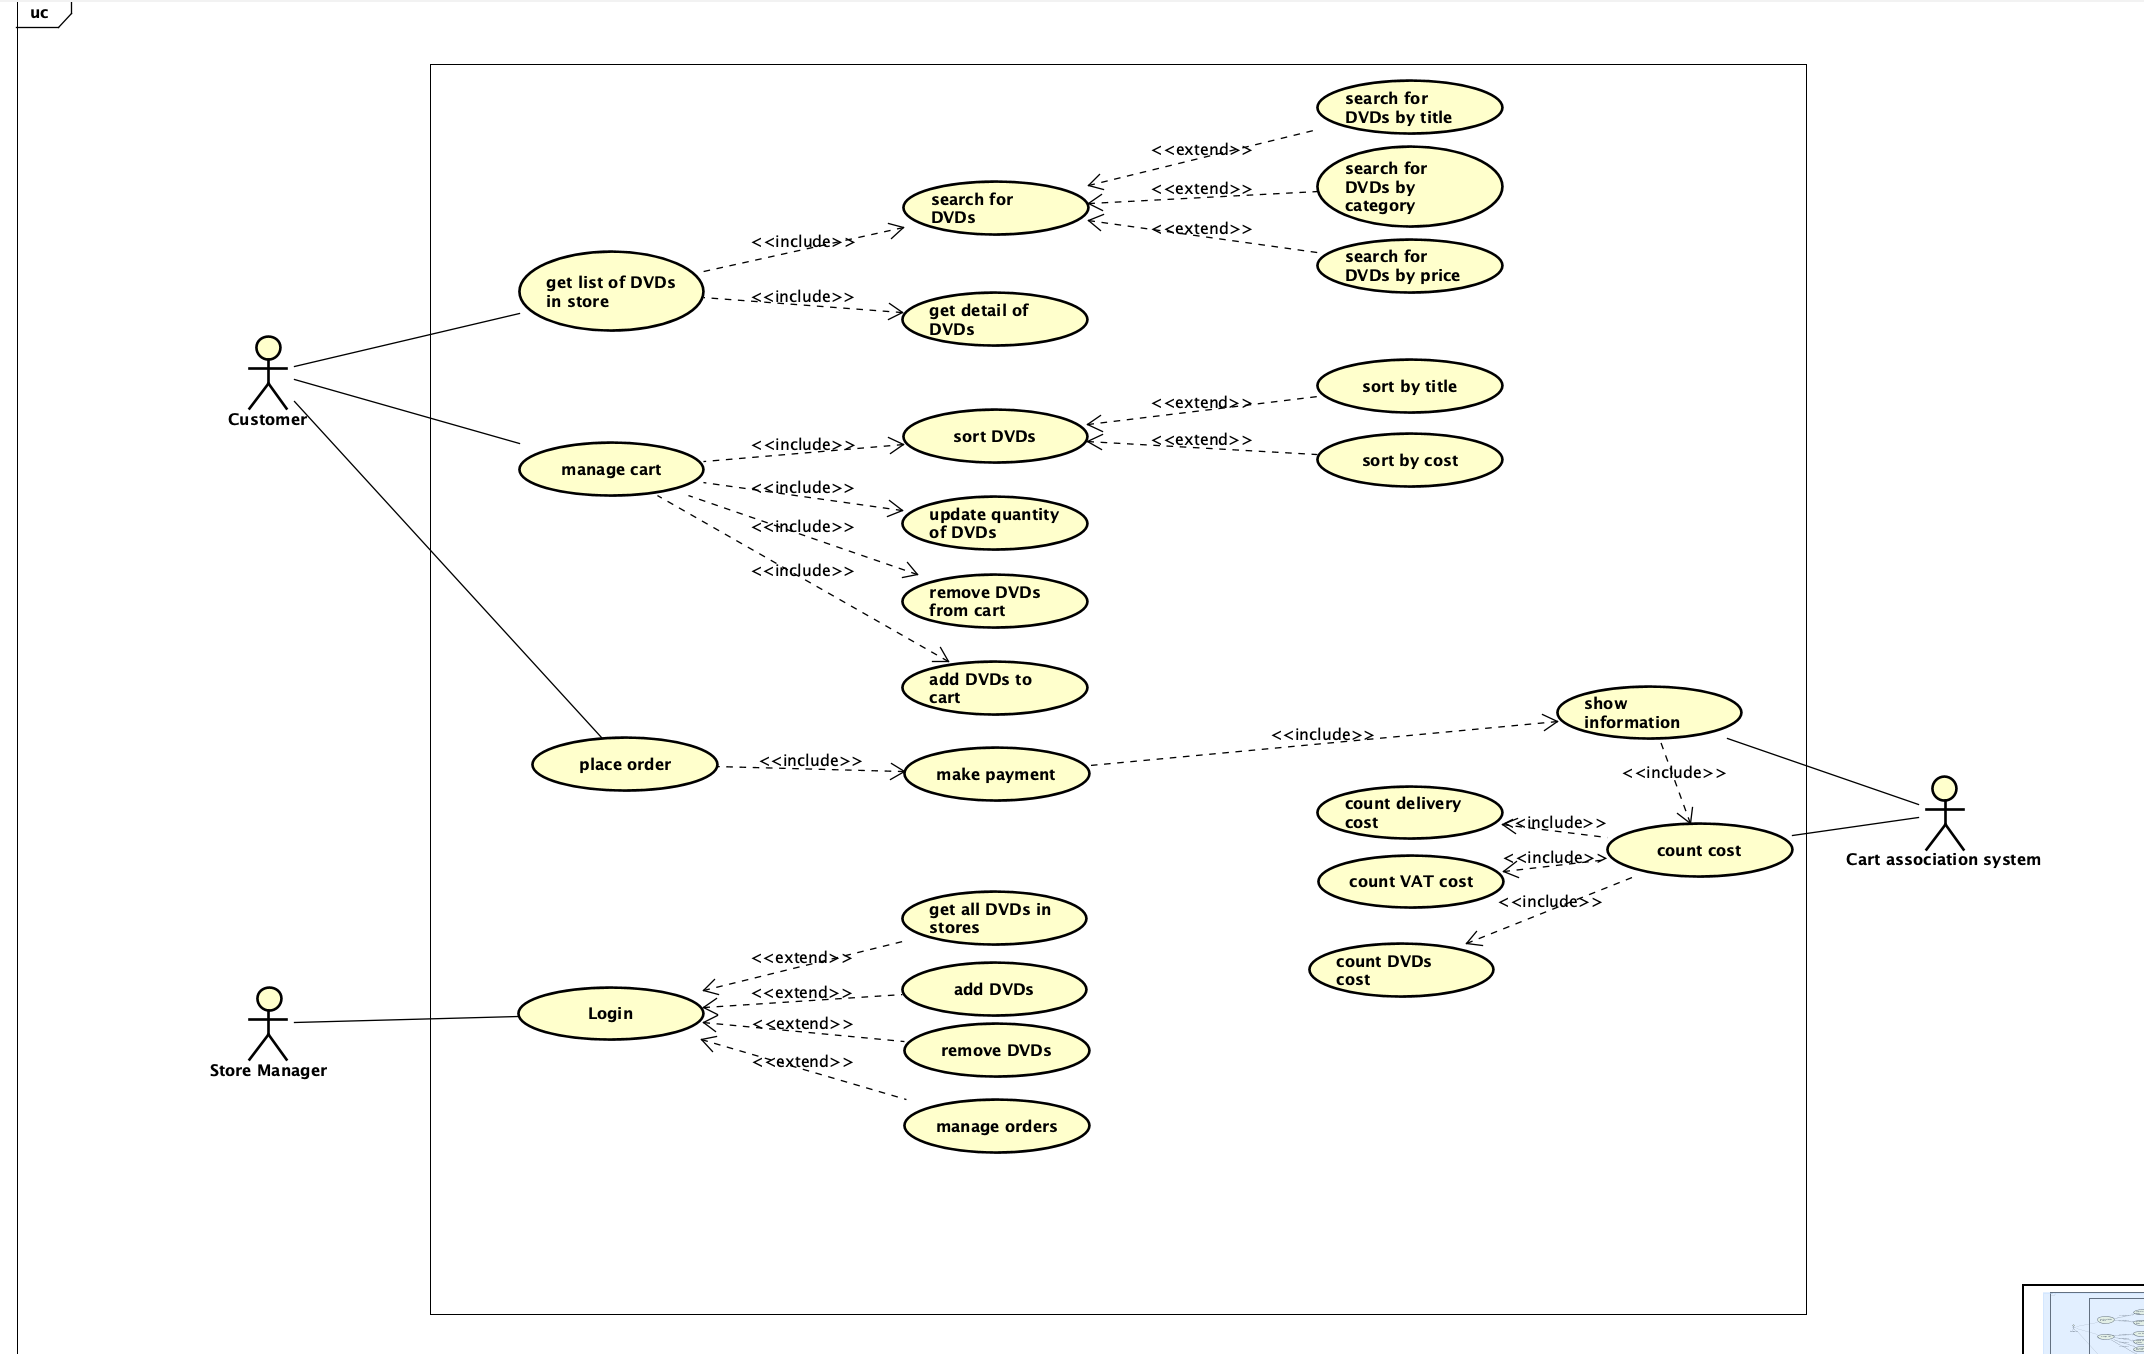 uc
search for
DVDs by title
<<extend>>
search for
DVDs by
category
<<extend>>
search for
DVDs
<<extend>>
search for
DVDs by price
<<include>>
get list of DVDs
in store
<<include>>
get detail of
DVDs
Customer
sort by title
<<extend>>
sort DVDs
<<extend>>
sort by cost
<<include>>
manage cart
<<include>>
update quantity
of DVDs
<<include>>
remove DVDs
from cart
<<include>>
add DVDs to
cart
show
information
<<include>>
place order
<<include>>
make payment
<<include>>
count delivery
cost
<<include>>
count cost
Cart association system
<<include>>
count VAT cost
<<include>>
get all DVDs in
stores
count DVDs
cost
<<extend>>
add DVDs
<<extend>>
Login
<<extend>>
remove DVDs
<<extend>>
Store Manager
manage orders